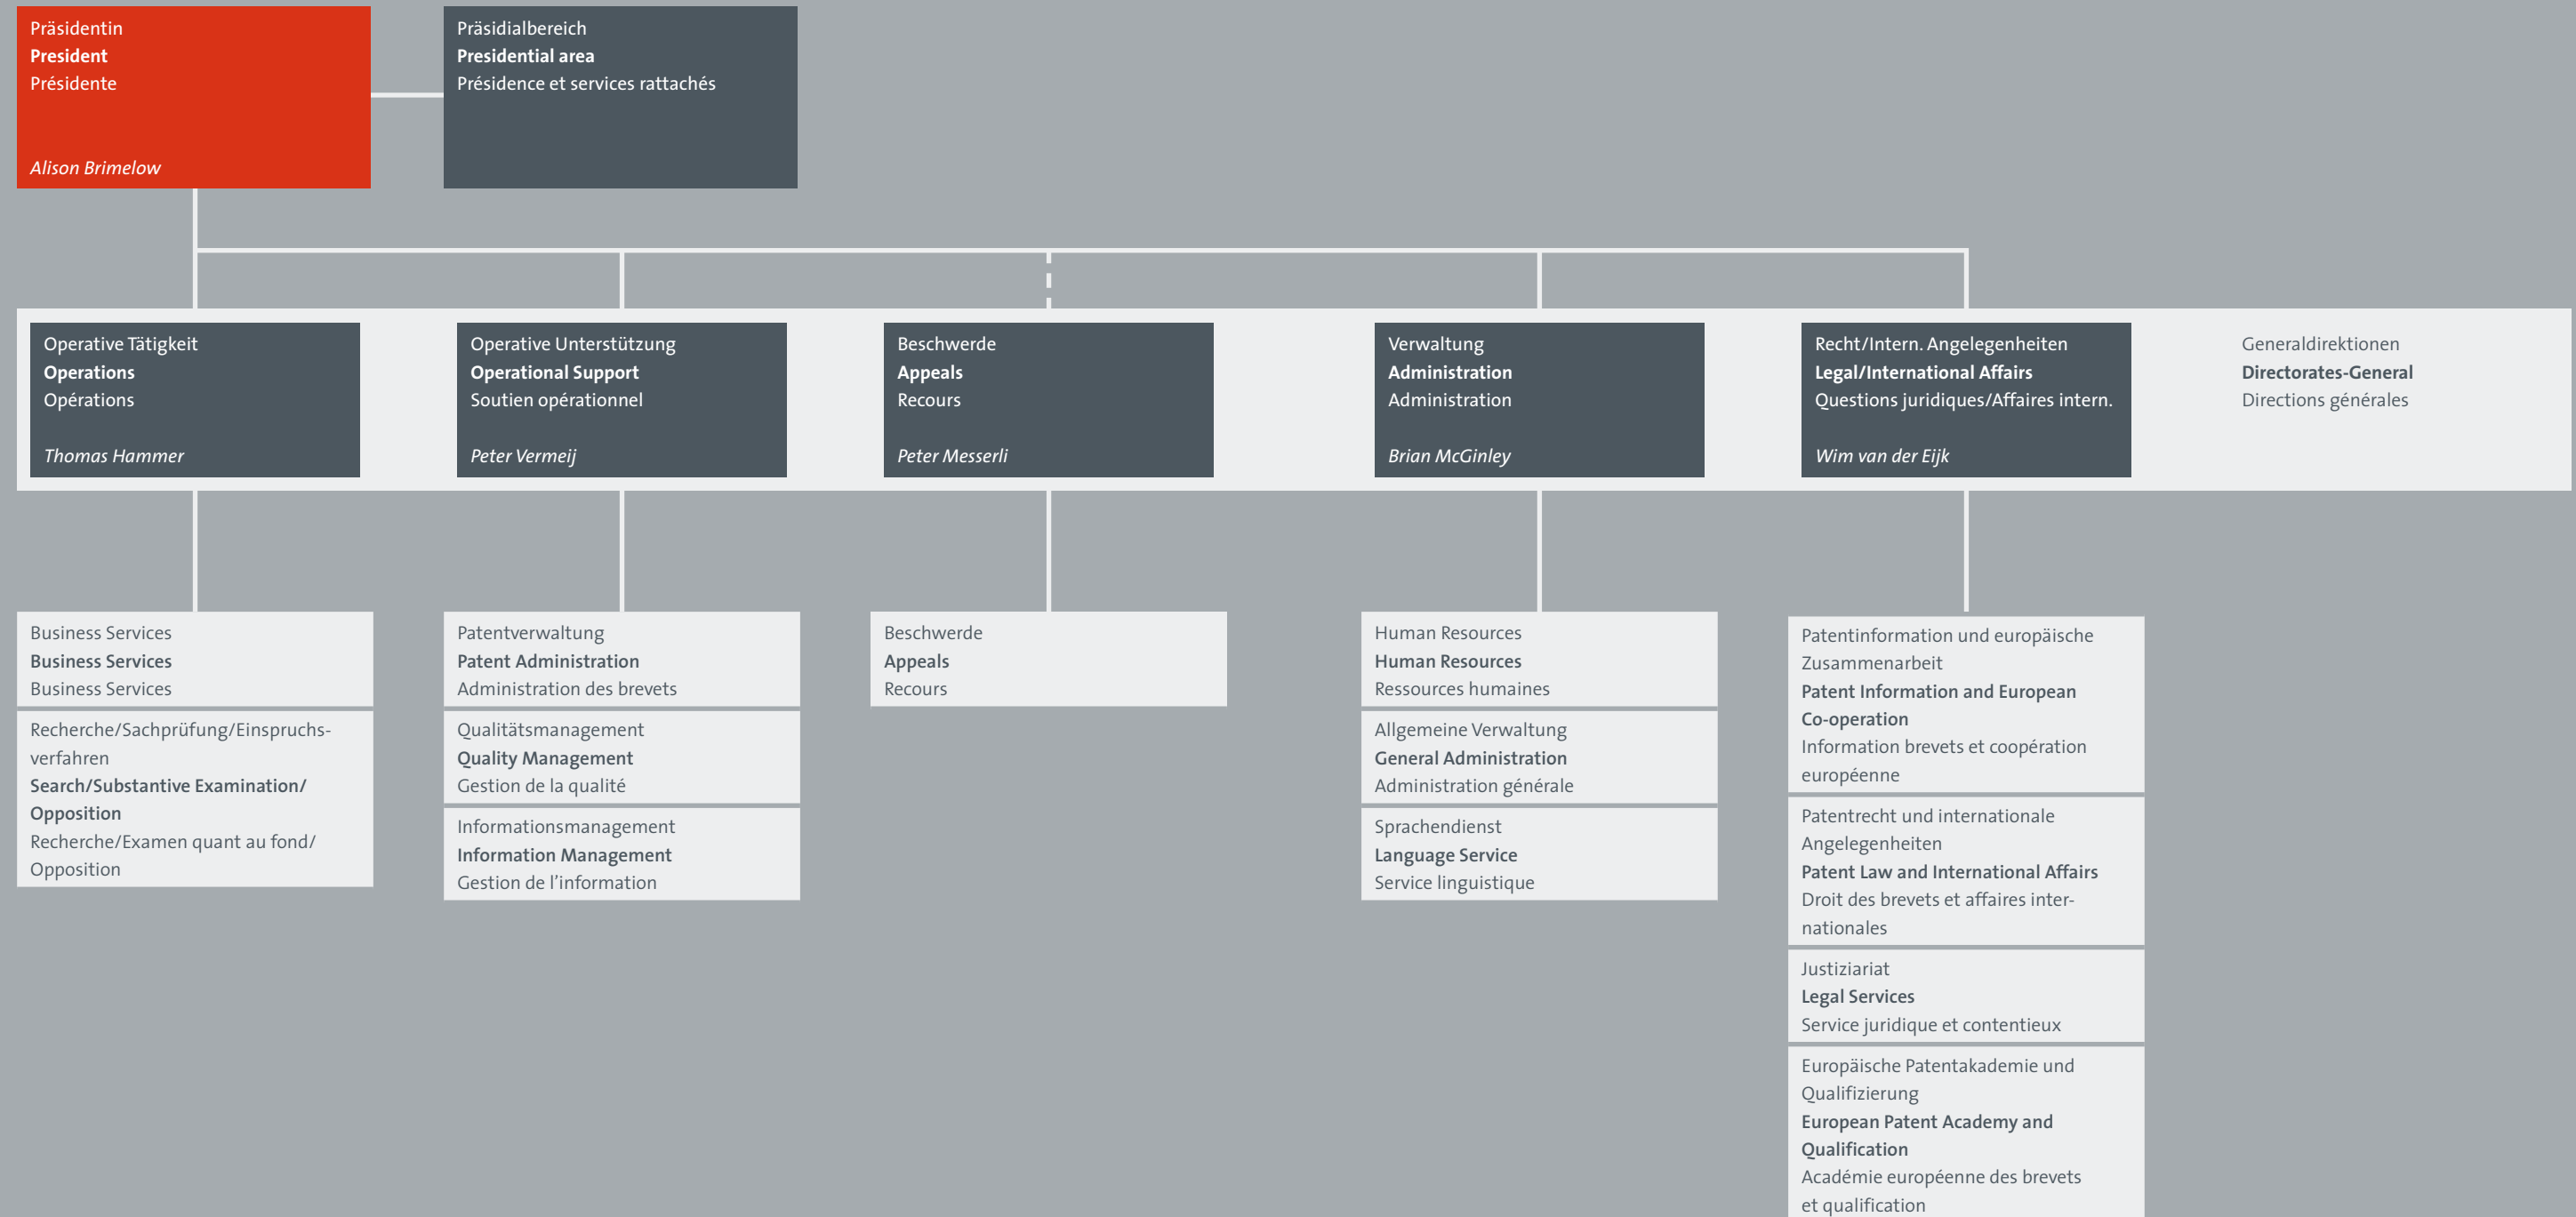 Präsidentin
President
Présidente
Alison Brimelow
Präsidialbereich
Presidential area
Présidence et services rattachés
Operative Tätigkeit
Operations
Opérations
Thomas Hammer
Operative Unterstützung
Operational Support
Soutien opérationnel
Peter Vermeij
Beschwerde
Appeals
Recours
Peter Messerli
Verwaltung
Administration
Administration
Brian McGinley
Recht/Intern. Angelegenheiten
Legal/International Affairs
Questions juridiques/Affaires intern.
Wim van der Eijk
Generaldirektionen
Directorates-General
Directions générales
Business Services
Business Services
Business Services
Recherche/Sachprüfung/Einspruchs-
verfahren
Search/Substantive Examination/
Opposition
Recherche/Examen quant au fond/
Opposition
Patentverwaltung
Patent Administration
Administration des brevets
Qualitätsmanagement
Quality Management
Gestion de la qualité
Informationsmanagement
Information Management
Gestion de l’information
Beschwerde
Appeals
Recours
Human Resources
Human Resources
Ressources humaines
Allgemeine Verwaltung
General Administration
Administration générale
Sprachendienst
Language Service
Service linguistique
Patentinformation und europäische
Zusammenarbeit
Patent Information and European
Co-operation
Information brevets et coopération
européenne
Patentrecht und internationale
Angelegenheiten
Patent Law and International Affairs
Droit des brevets et affaires inter-
nationales
Justiziariat
Legal Services
Service juridique et contentieux
Europäische Patentakademie und
Qualifizierung
European Patent Academy and
Qualification
Académie européenne des brevets
et qualification